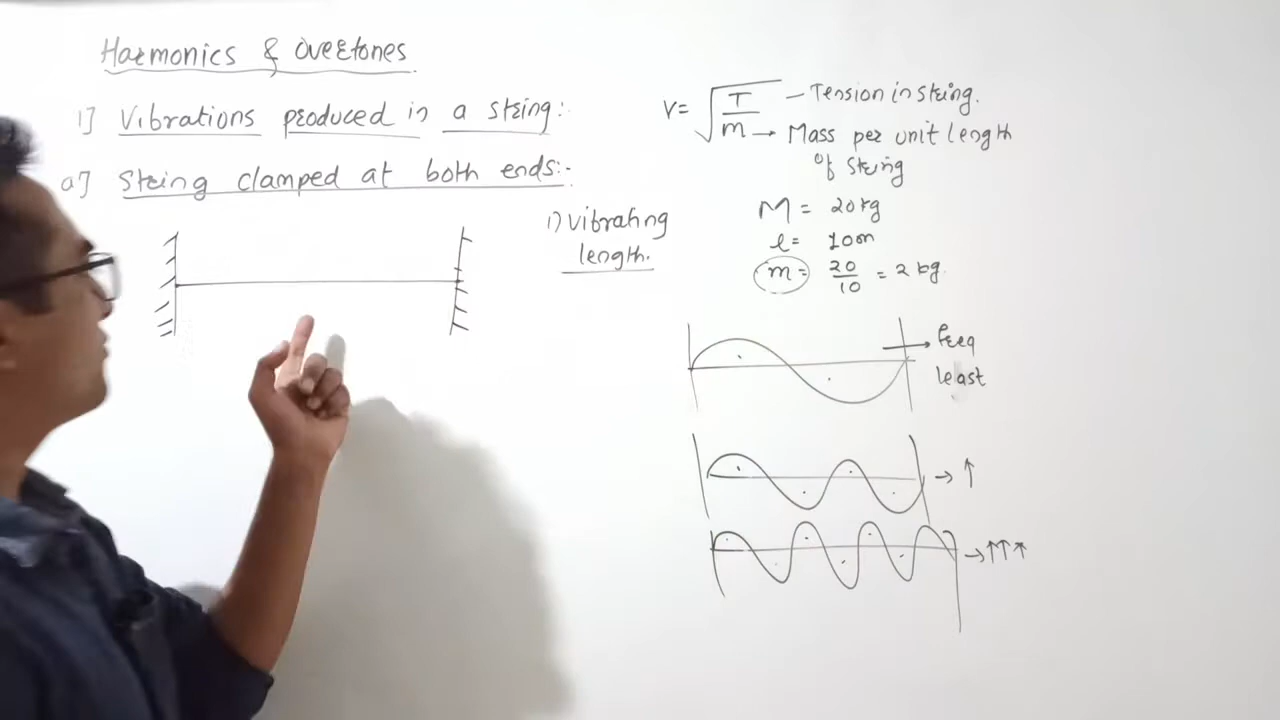 Harmonics & Overtones
1] Vibrations produced in a string:-
a] String clamped at both ends:-
1) Vibrating
length.
V= √T/m – Tension in string.
→ Mass per unit length
of string
M = 20 kg
l = 10m
m = 20/10 = 2 kg
→ freq
least
→ ↑
→ ↑↑↑